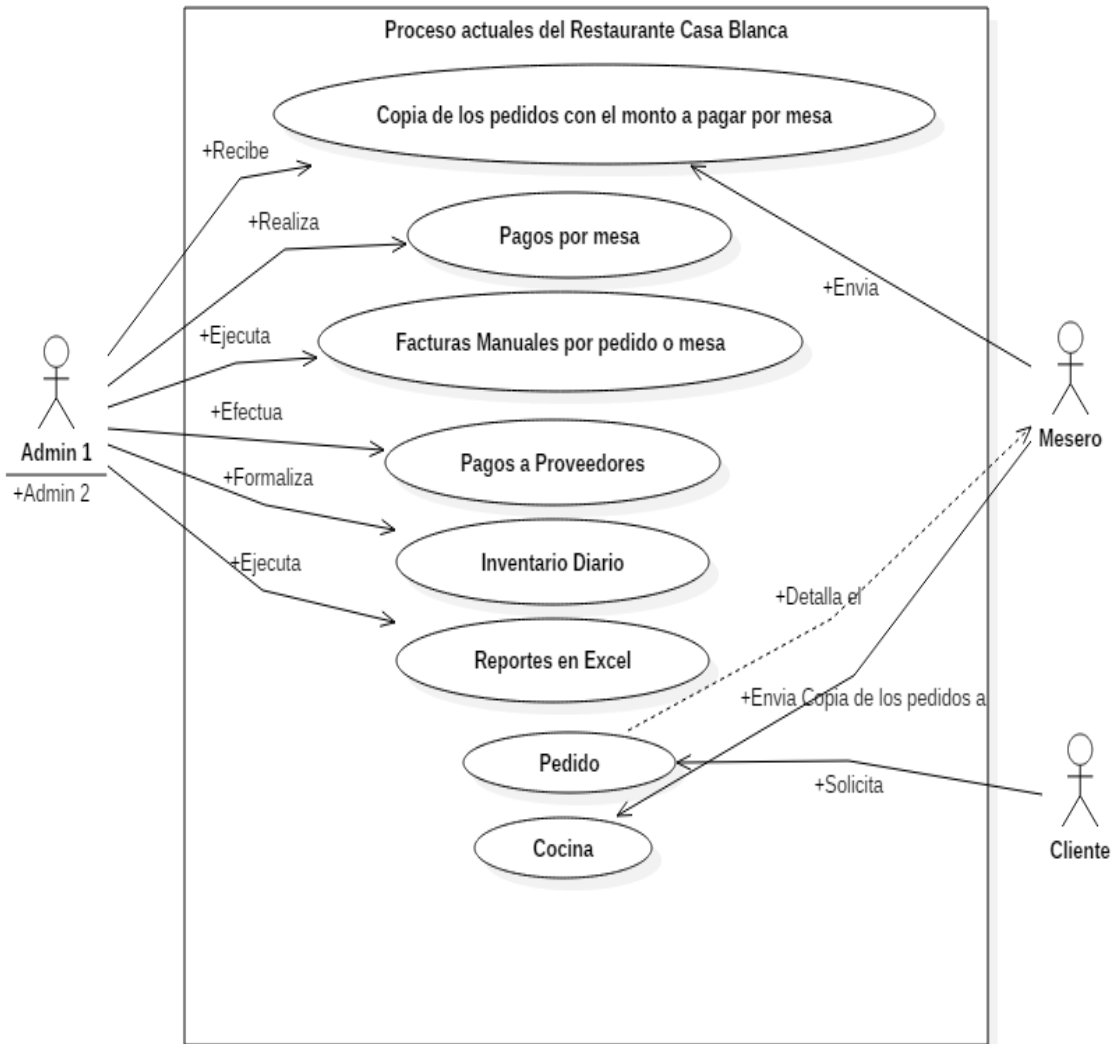 Proceso actuales del Restaurante Casa Blanca
Copia de los pedidos con el monto a pagar por mesa
+Recibe
+Realiza
Pagos por mesa
+Envia
+Ejecuta
Facturas Manuales por pedido o mesa
+Efectua
Admin 1
+Admin 2
Mesero
Pagos a Proveedores
+Formaliza
Inventario Diario
+Ejecuta
+Detalla el
Reportes en Excel
+Envia Copia de los pedidos a
Pedido
+Solicita
Cocina
Cliente